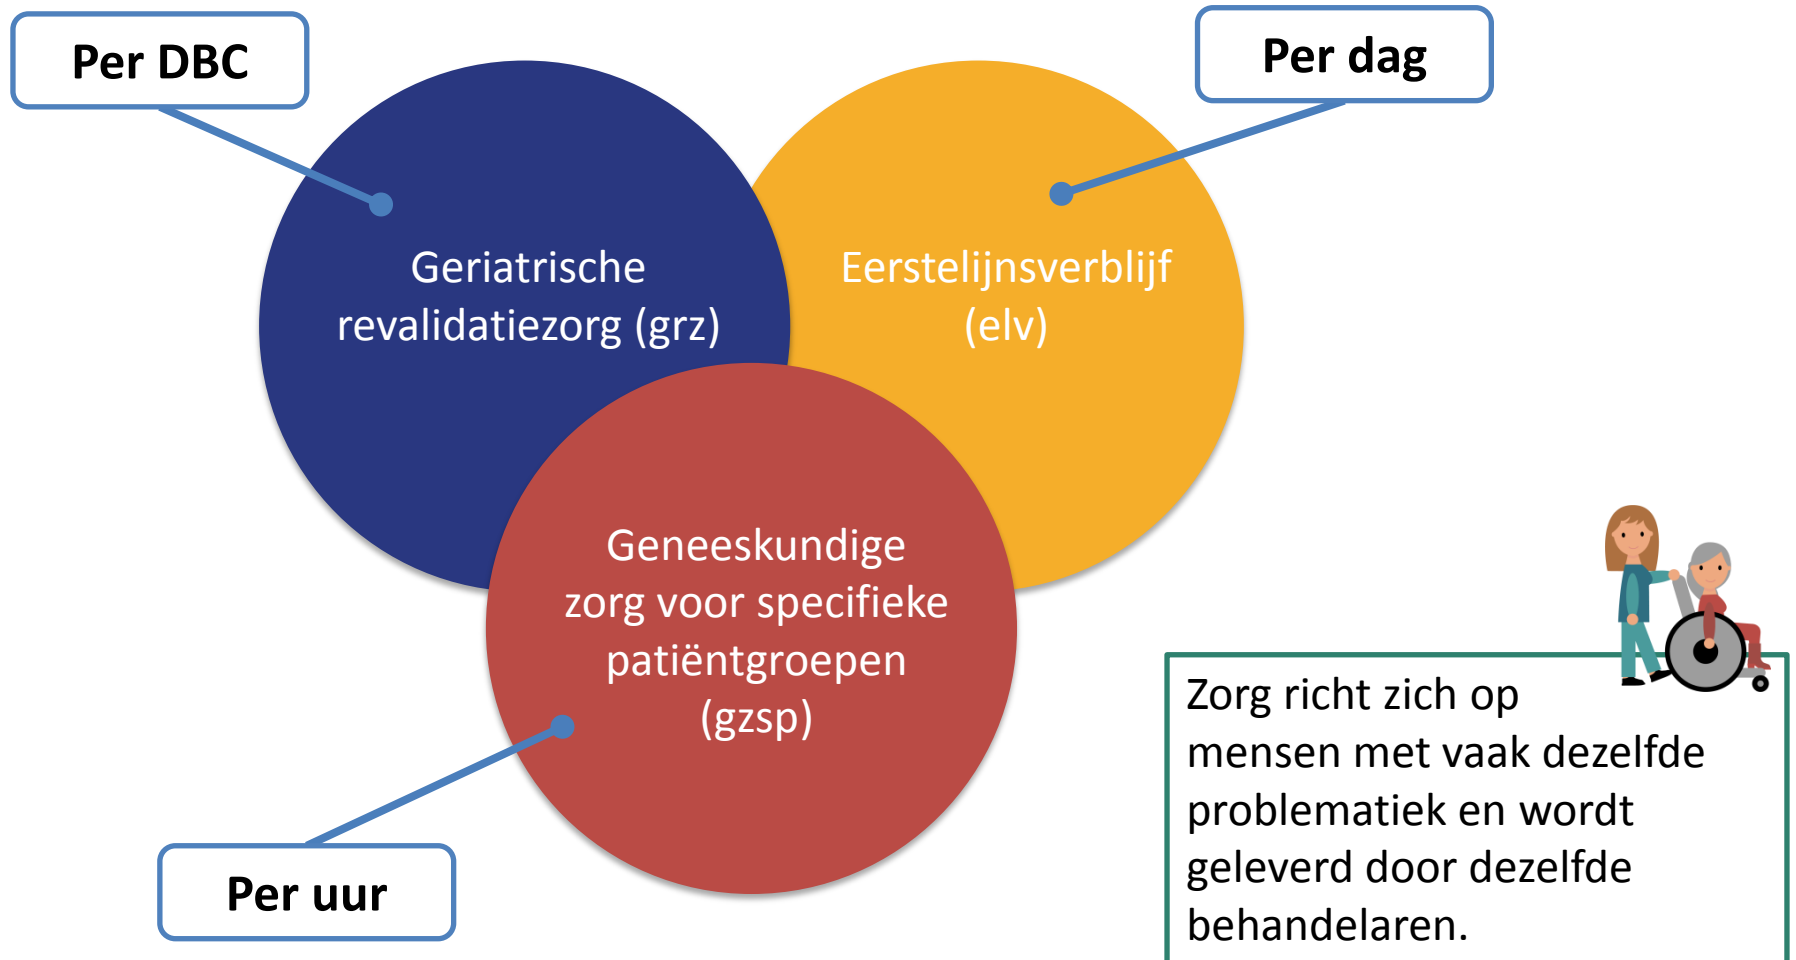 Per DBC
Per dag
Geriatrische
revalidatiezorg (grz)
Eerstelijnsverblijf
(elv)
Geneeskundige
zorg voor specifieke
patiëntgroepen
(gzsp)
Per uur
Zorg richt zich op
mensen met vaak dezelfde
problematiek en wordt
geleverd door dezelfde
behandelaren.